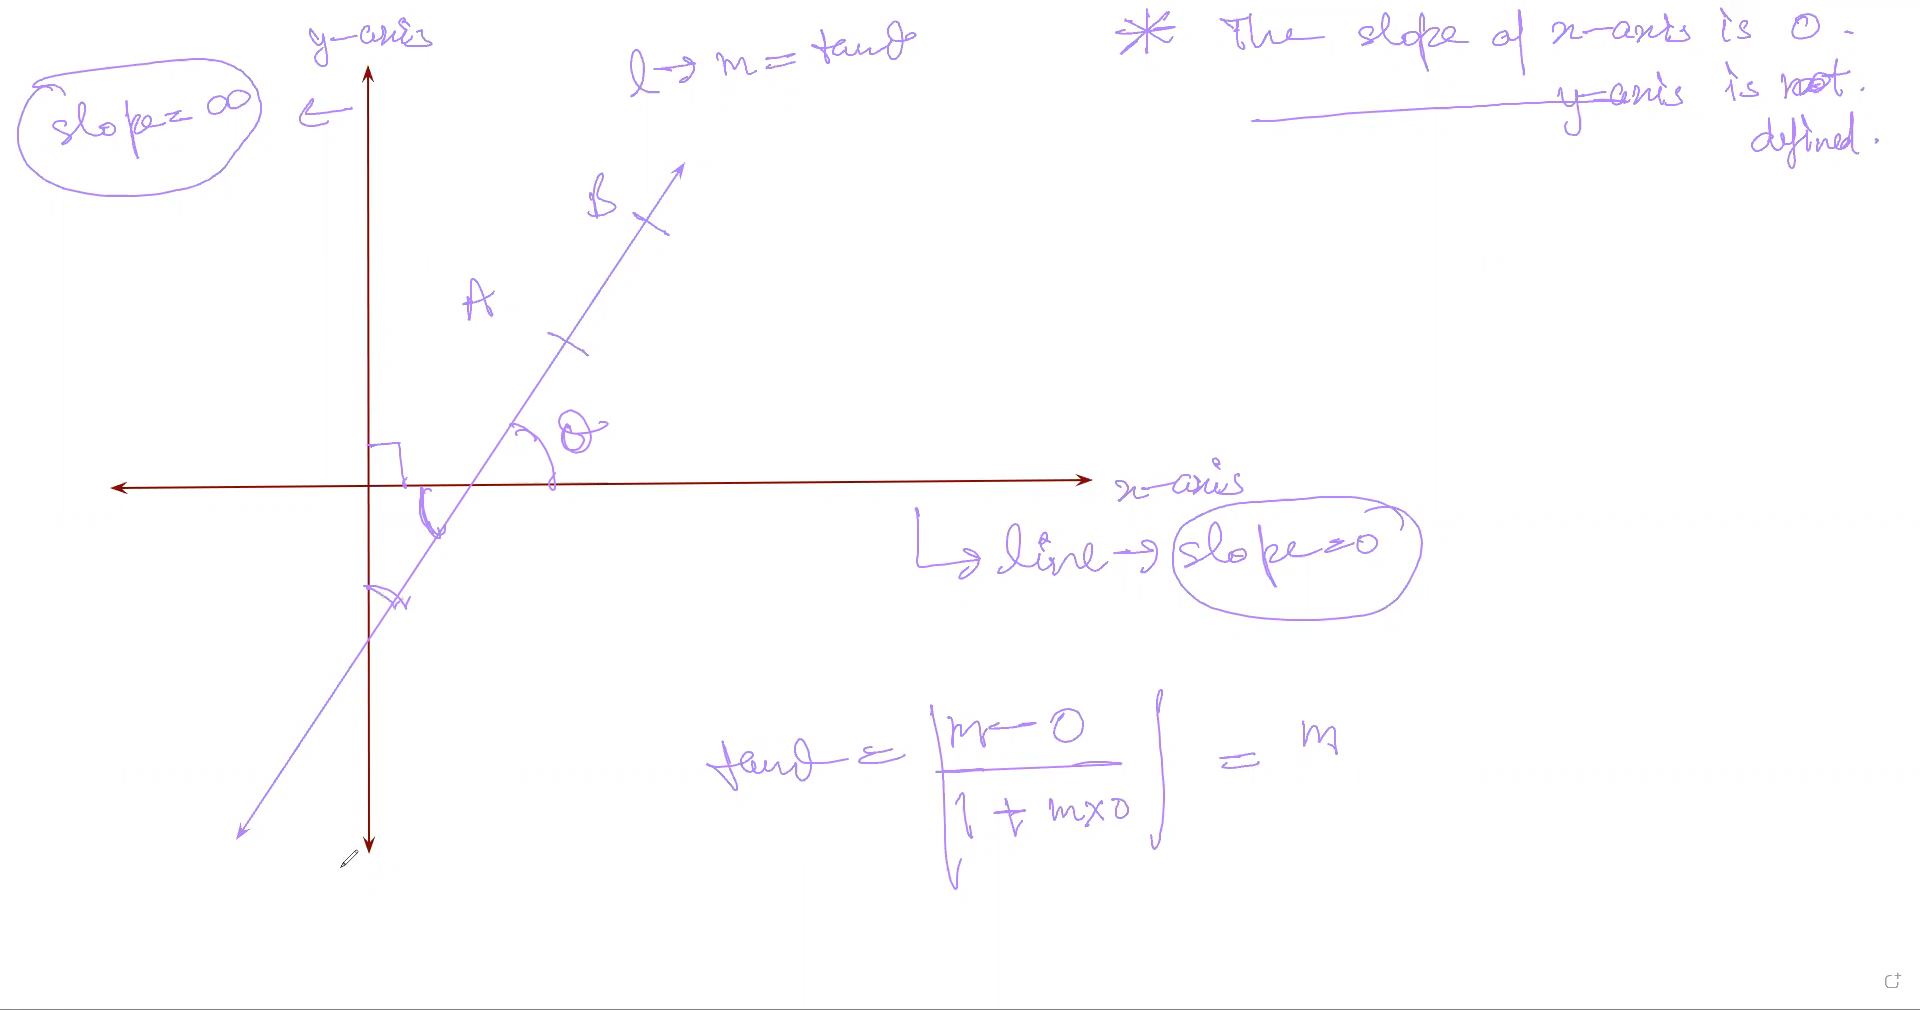 y-axis
l → m = tanθ
* The slope of x-axis is 0.
y-axis is not.
defined.
slope = ∞ ←
B
A
θ
x-axis
↳ line → slope = 0
tanθ = | m - 0 / 1 + m×0 | = m